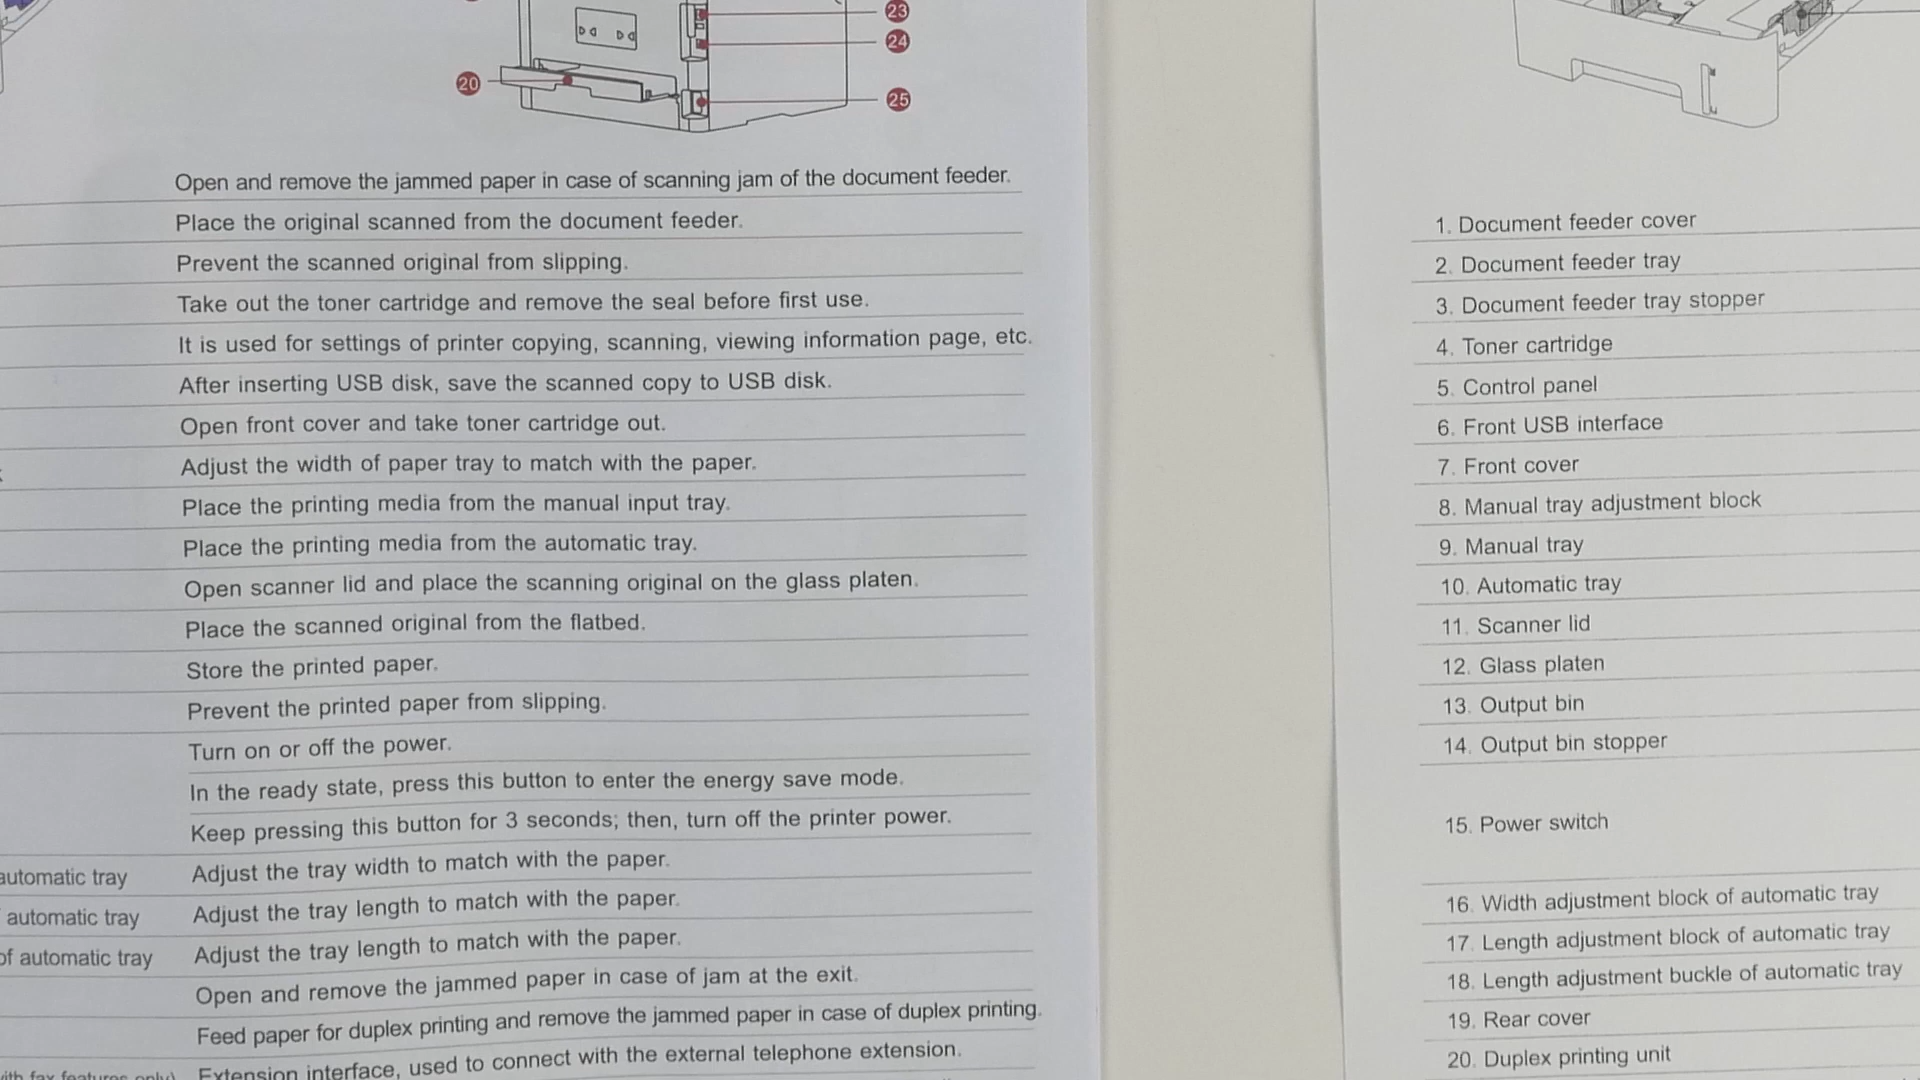 23
24
20
25
Open and remove the jammed paper in case of scanning jam of the document feeder.
Place the original scanned from the document feeder.
Prevent the scanned original from slipping.
Take out the toner cartridge and remove the seal before first use.
It is used for settings of printer copying, scanning, viewing information page, etc.
After inserting USB disk, save the scanned copy to USB disk.
Open front cover and take toner cartridge out.
Adjust the width of paper tray to match with the paper.
Place the printing media from the manual input tray.
Place the printing media from the automatic tray.
Open scanner lid and place the scanning original on the glass platen.
Place the scanned original from the flatbed.
Store the printed paper.
Prevent the printed paper from slipping.
Turn on or off the power.
In the ready state, press this button to enter the energy save mode.
Keep pressing this button for 3 seconds; then, turn off the printer power.
automatic tray Adjust the tray width to match with the paper.
automatic tray Adjust the tray length to match with the paper.
of automatic tray Adjust the tray length to match with the paper.
Open and remove the jammed paper in case of jam at the exit.
Feed paper for duplex printing and remove the jammed paper in case of duplex printing.
with fax features only) Extension interface, used to connect with the external telephone extension.
1. Document feeder cover
2. Document feeder tray
3. Document feeder tray stopper
4. Toner cartridge
5. Control panel
6. Front USB interface
7. Front cover
8. Manual tray adjustment block
9. Manual tray
10. Automatic tray
11. Scanner lid
12. Glass platen
13. Output bin
14. Output bin stopper
15. Power switch
16. Width adjustment block of automatic tray
17. Length adjustment block of automatic tray
18. Length adjustment buckle of automatic tray
19. Rear cover
20. Duplex printing unit